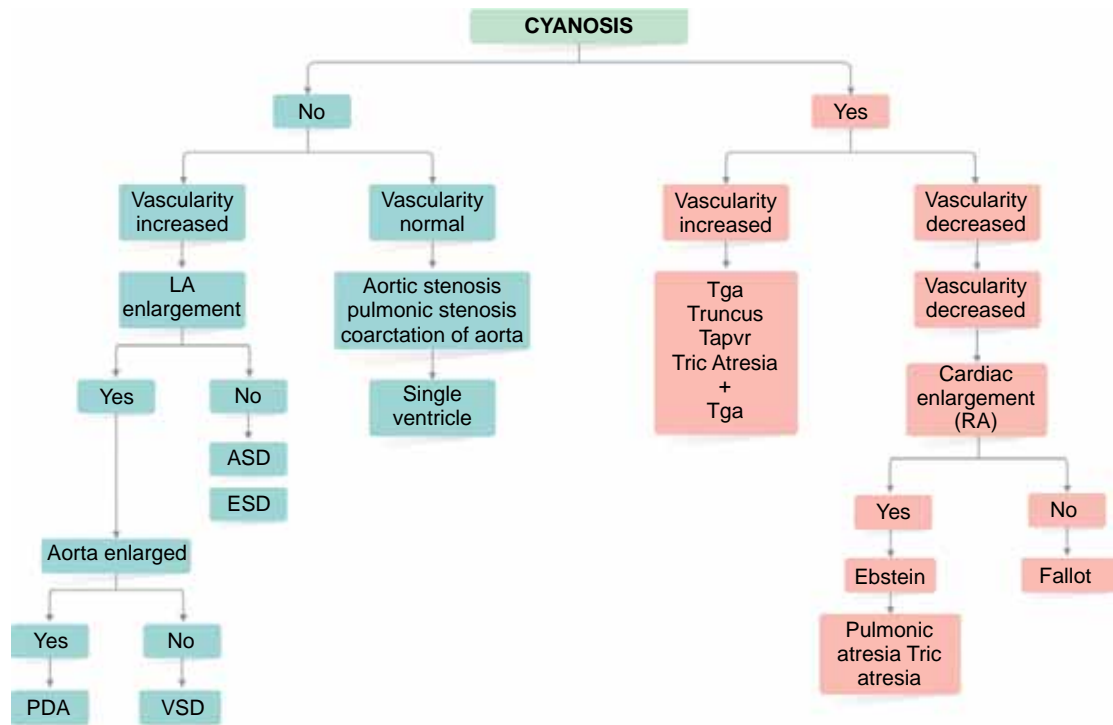 CYANOSIS
No
Yes
Vascularity
increased
Vascularity
normal
Vascularity
increased
Vascularity
decreased
LA
enlargement
Aortic stenosis
pulmonic stenosis
coarctation of aorta
Tga
Truncus
Tapvr
Tric Atresia
+
Tga
Vascularity
decreased
Yes
No
Single
ventricle
Cardiac
enlargement
(RA)
ASD
ESD
Yes
No
Aorta enlarged
Ebstein
Fallot
Yes
No
Pulmonic
atresia Tric
atresia
PDA
VSD